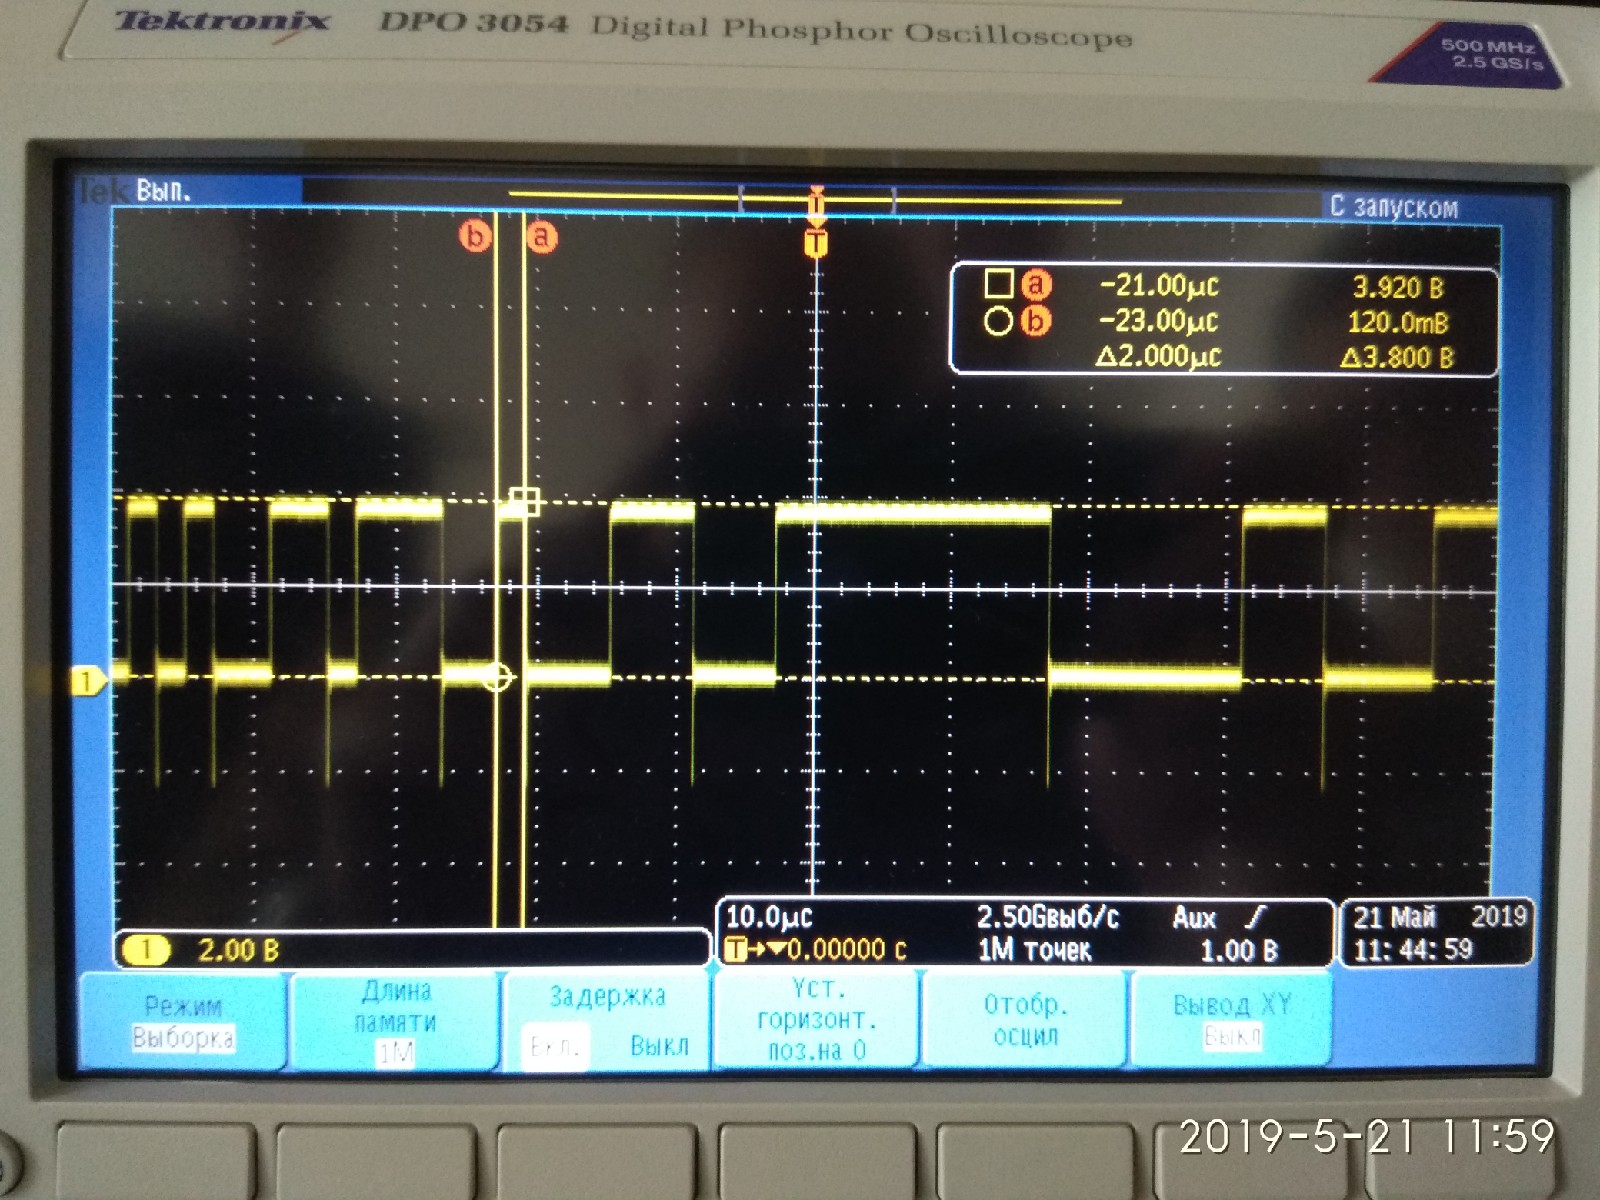 Tektronix DPO 3054 Digital Phosphor Oscilloscope
500 MHz
2.5 GS/s
Tek Вып.
С запуском
T
T
b a
a -21.00µс 3.920 В
b -23.00µс 120.0mВ
Δ2.000µс Δ3.800 В
1
1 2.00 В
10.0µс 2.50Gвыб/с Aux
T→▼0.00000 с 1M точек 1.00 В
21 Май 2019
11:44:59
Режим
Выборка
Длина
памяти
1M
Задержка
Вкл. Выкл
Уст.
горизонт.
поз.на 0
Отобр.
осцил
Вывод XY
Выкл
2019-5-21 11:59